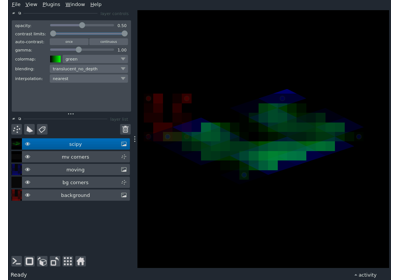 File View Plugins Window Help
layer controls
opacity: 0.50
contrast limits:
auto-contrast: once continuous
gamma: 1.00
colormap: green
blending: translucent_no_depth
interpolation: nearest
layer list
scipy
mv corners
moving
bg corners
background
Ready
activity